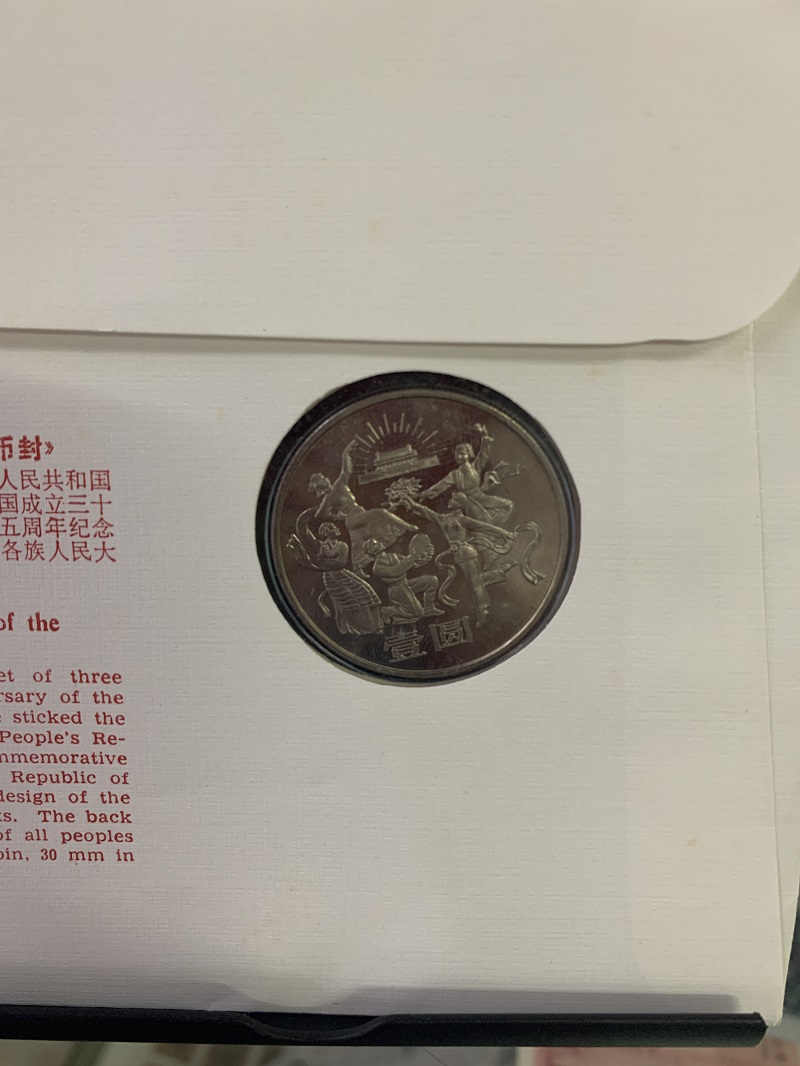 币封》
人民共和国
国成立三十
五周年纪念
各族人民大
of the
et of three
rsary of the
sticked the
People's Re-
mmemorative
Republic of
design of the
s. The back
of all peoples
oin, 30 mm in
壹圆